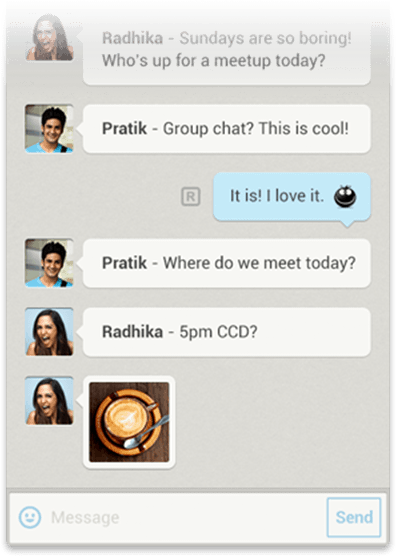 Radhika - Sundays are so boring!
Who's up for a meetup today?
Pratik - Group chat? This is cool!
R
It is! I love it.
Pratik - Where do we meet today?
Radhika - 5pm CCD?
Message
Send